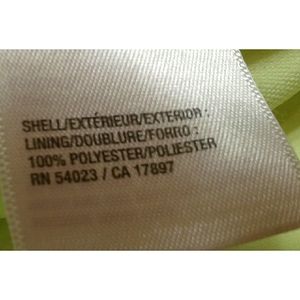 SHELL/EXTÉRIEUR/EXTERIOR :
LINING/DOUBLURE/FORRO :
100% POLYESTER/POLIESTER
RN 54023 / CA 17897